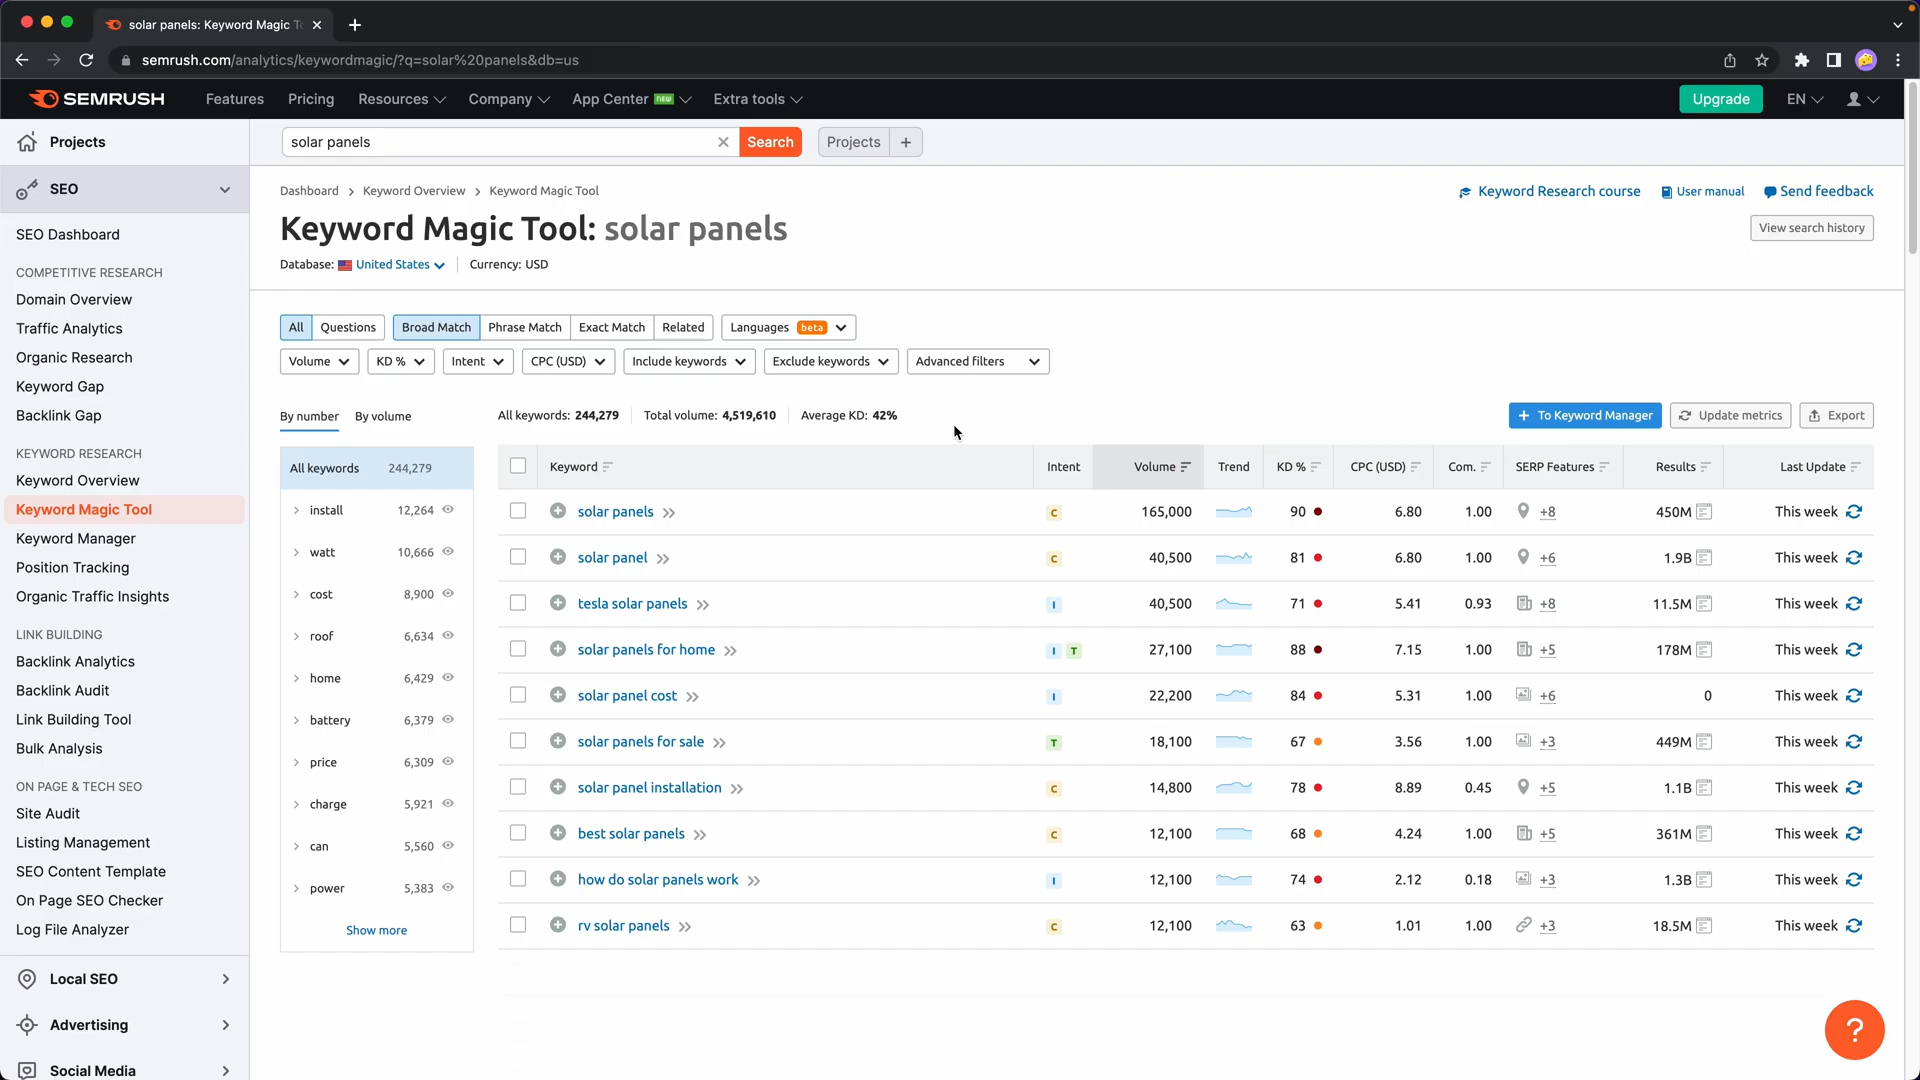 solar panels: Keyword Magic T
semrush.com/analytics/keywordmagic/?q=solar%20panels&db=us
SEMRUSH Features Pricing Resources Company App Center NEW Extra tools Upgrade EN
Projects
SEO
SEO Dashboard
COMPETITIVE RESEARCH
Domain Overview
Traffic Analytics
Organic Research
Keyword Gap
Backlink Gap
KEYWORD RESEARCH
Keyword Overview
Keyword Magic Tool
Keyword Manager
Position Tracking
Organic Traffic Insights
LINK BUILDING
Backlink Analytics
Backlink Audit
Link Building Tool
Bulk Analysis
ON PAGE & TECH SEO
Site Audit
Listing Management
SEO Content Template
On Page SEO Checker
Log File Analyzer
Local SEO
Advertising
Social Media
solar panels Search Projects +
Dashboard > Keyword Overview > Keyword Magic Tool Keyword Research course User manual Send feedback
Keyword Magic Tool: solar panels View search history
Database: United States Currency: USD
All Questions Broad Match Phrase Match Exact Match Related Languages beta
Volume KD % Intent CPC (USD) Include keywords Exclude keywords Advanced filters
By number By volume All keywords: 244,279 Total volume: 4,519,610 Average KD: 42% + To Keyword Manager Update metrics Export
All keywords 244,279
install 12,264
watt 10,666
cost 8,900
roof 6,634
home 6,429
battery 6,379
price 6,309
charge 5,921
can 5,560
power 5,383
Show more
Keyword Intent Volume Trend KD % CPC (USD) Com. SERP Features Results Last Update
solar panels C 165,000 90 6.80 1.00 +8 450M This week
solar panel C 40,500 81 6.80 1.00 +6 1.9B This week
tesla solar panels I 40,500 71 5.41 0.93 +8 11.5M This week
solar panels for home I T 27,100 88 7.15 1.00 +5 178M This week
solar panel cost I 22,200 84 5.31 1.00 +6 0 This week
solar panels for sale T 18,100 67 3.56 1.00 +3 449M This week
solar panel installation C 14,800 78 8.89 0.45 +5 1.1B This week
best solar panels C 12,100 68 4.24 1.00 +5 361M This week
how do solar panels work I 12,100 74 2.12 0.18 +3 1.3B This week
rv solar panels C 12,100 63 1.01 1.00 +3 18.5M This week
?